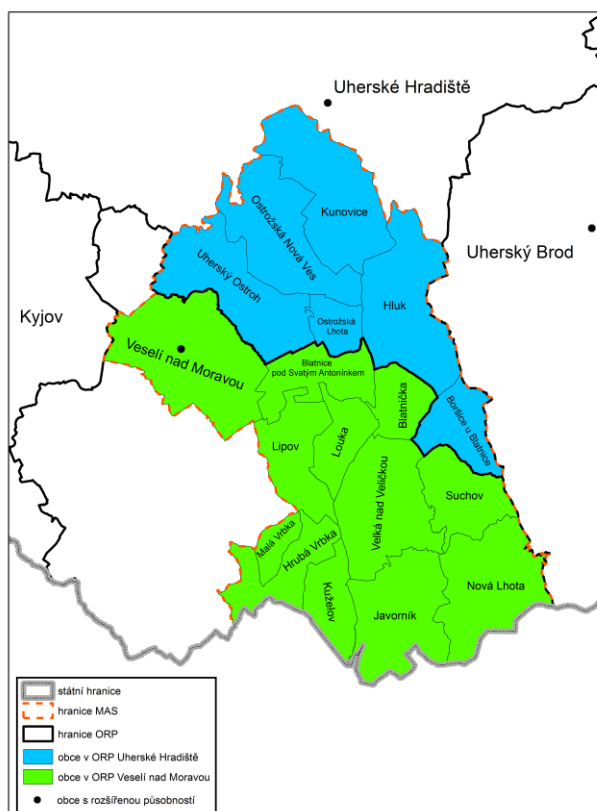 Uherské Hradiště
Kunovice
Ostrožská Nová Ves
Uherský Brod
Uherský Ostroh
Hluk
Kyjov
Ostrožská
Lhota
Veselí nad Moravou
Blatnice
pod Svatým Antonínkem
Blatnička
Boršice u Blatnice
Lipov
Louka
Velká nad Veličkou
Suchov
Malá Vrbka
Hrubá Vrbka
Kuželov
Javorník
Nová Lhota
státní hranice
hranice MAS
hranice ORP
obce v ORP Uherské Hradiště
obce v ORP Veselí nad Moravou
obce s rozšířenou působností